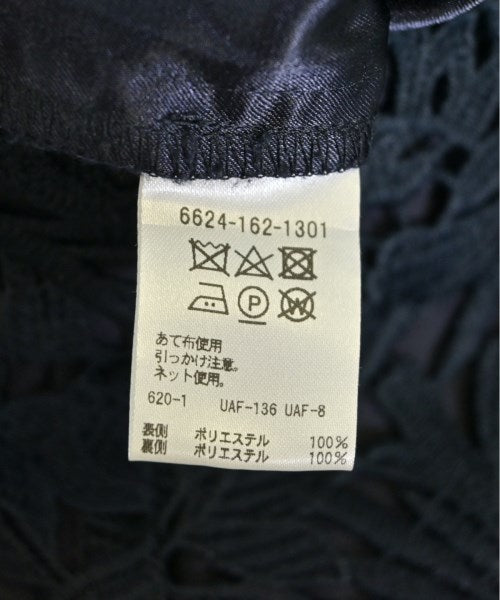 6624-162-1301
P W
あて布使用
引っかけ注意。
ネット使用。
620-1 UAF-136 UAF-8
表側 ポリエステル 100%
裏側 ポリエステル 100%